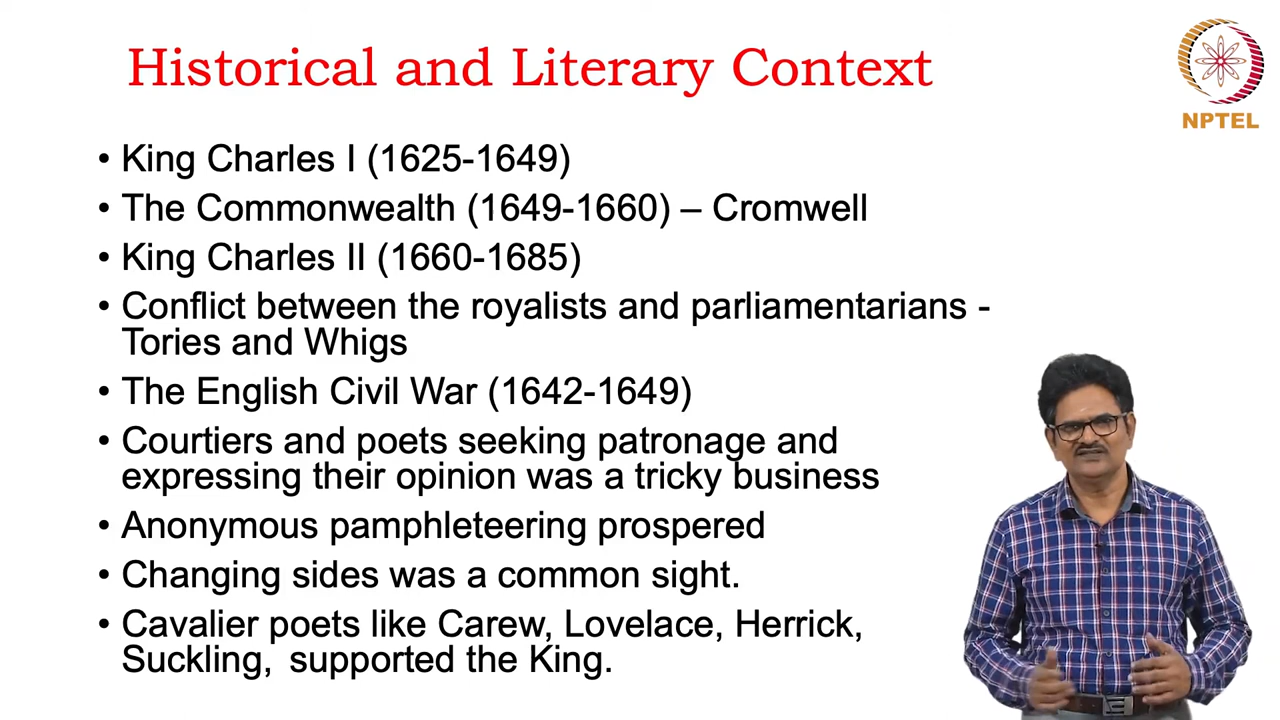 Historical and Literary Context
NPTEL
• King Charles I (1625-1649)
• The Commonwealth (1649-1660) – Cromwell
• King Charles II (1660-1685)
• Conflict between the royalists and parliamentarians -
Tories and Whigs
• The English Civil War (1642-1649)
• Courtiers and poets seeking patronage and
expressing their opinion was a tricky business
• Anonymous pamphleteering prospered
• Changing sides was a common sight.
• Cavalier poets like Carew, Lovelace, Herrick,
Suckling, supported the King.